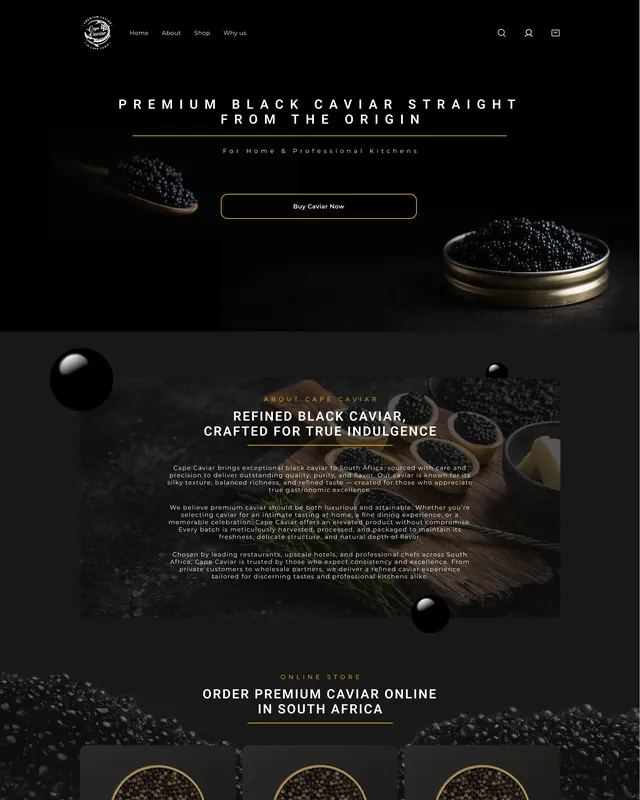 PREMIUM CAVIAR
Cape
Caviar
Home
About
Shop
Why us
PREMIUM BLACK CAVIAR STRAIGHT
FROM THE ORIGIN
For Home & Professional Kitchens
Buy Caviar Now
ABOUT CAPE CAVIAR
REFINED BLACK CAVIAR,
CRAFTED FOR TRUE INDULGENCE
Cape Caviar brings exceptional black caviar to South Africa, sourced with care and
precision to deliver outstanding quality, purity, and flavor. Our caviar is known for its
silky texture, balanced richness, and refined taste — created for those who appreciate
true gastronomic excellence.
We believe premium caviar should be both luxurious and attainable. Whether you're
selecting caviar for an intimate tasting at home, a fine dining experience, or a
memorable celebration, Cape Caviar offers an elevated product without compromise.
Every batch is meticulously harvested, processed, and packaged to maintain its
freshness, delicate structure, and natural depth of flavor.
Chosen by leading restaurants, upscale hotels, and professional chefs across South
Africa, Cape Caviar is trusted by those who expect consistency and excellence. From
private customers to wholesale partners, we deliver a refined caviar experience
tailored for discerning tastes and professional kitchens alike.
ONLINE STORE
ORDER PREMIUM CAVIAR ONLINE
IN SOUTH AFRICA